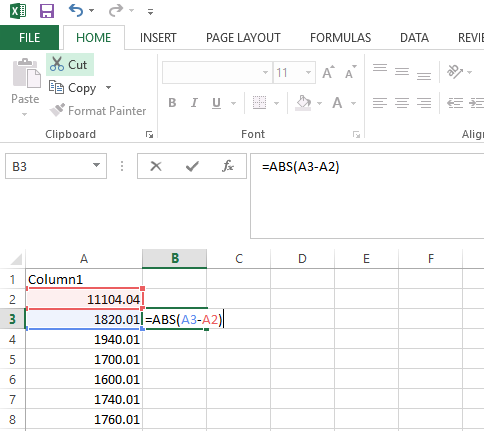 FILE HOME INSERT PAGE LAYOUT FORMULAS DATA REVIE
Cut
Copy
Format Painter
Paste
11
A A
B I U A
Clipboard Font Alig
B3 fx =ABS(A3-A2)
A B C D E F
1 Column1
2 11104.04
3 1820.01 =ABS(A3-A2)
4 1940.01
5 1700.01
6 1600.01
7 1740.01
8 1760.01